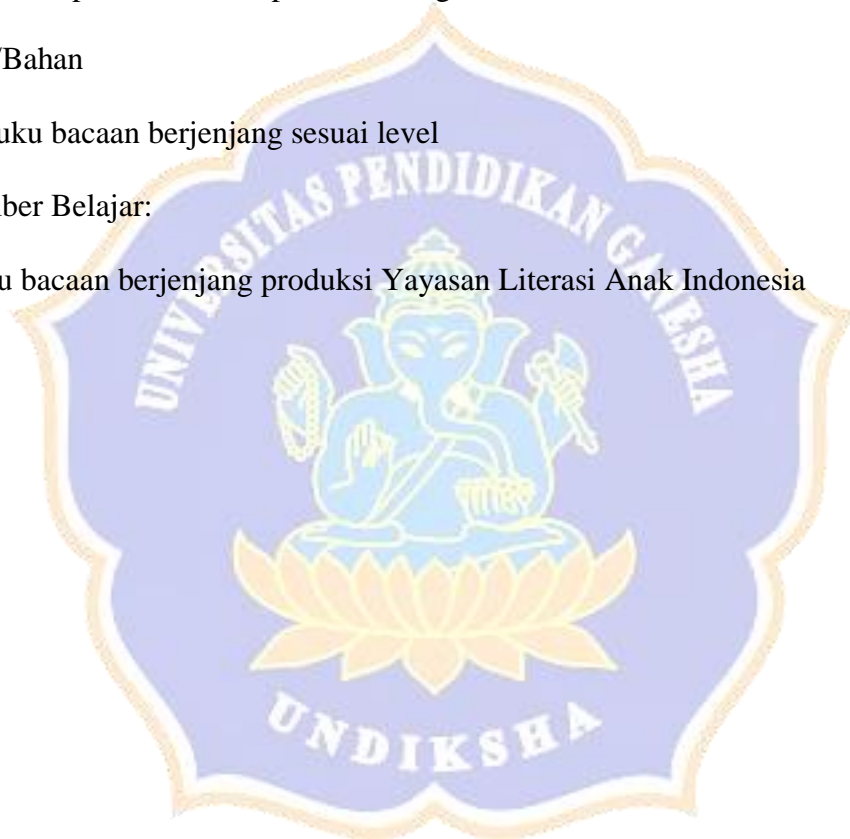 /Bahan
uku bacaan berjenjang sesuai level
ber Belajar:
u bacaan berjenjang produksi Yayasan Literasi Anak Indonesia
UNIVERSITAS PENDIDIKAN GANESHA
UNDIKSHA